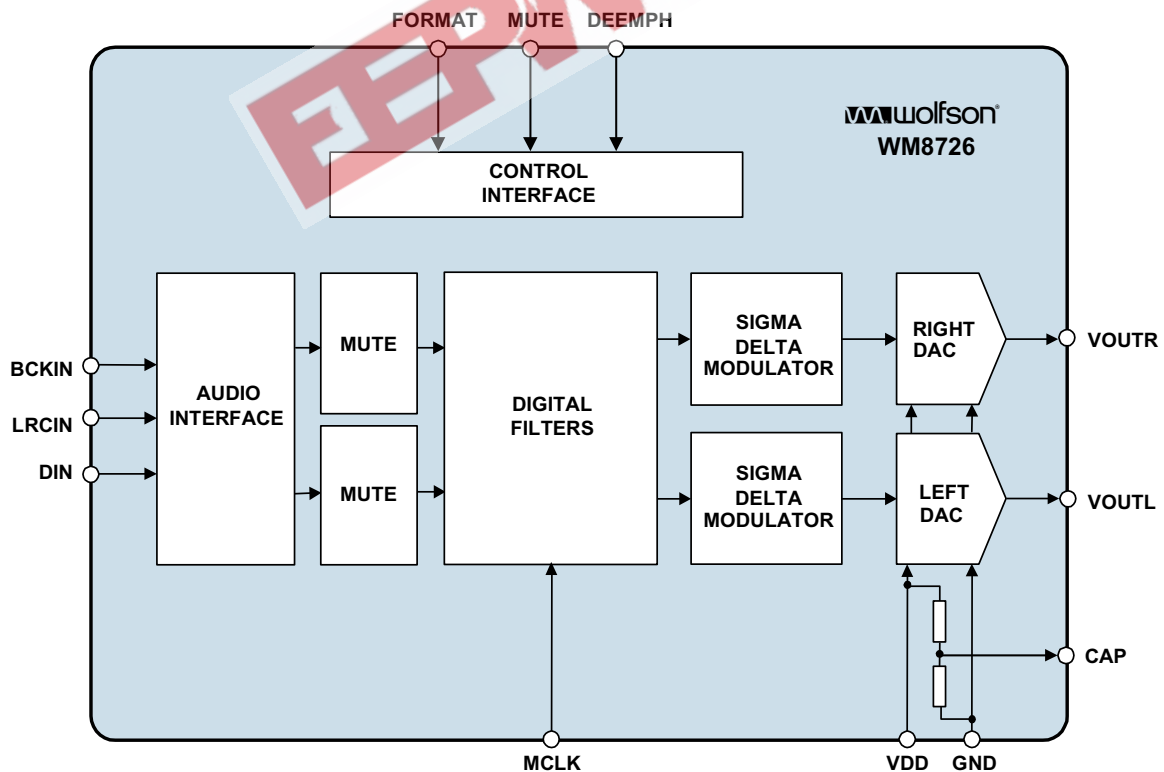 FORMAT MUTE DEEMPH
wolfson®
WM8726
CONTROL
INTERFACE
BCKIN
LRCIN
DIN
AUDIO
INTERFACE
MUTE
MUTE
DIGITAL
FILTERS
SIGMA
DELTA
MODULATOR
SIGMA
DELTA
MODULATOR
RIGHT
DAC
LEFT
DAC
VOUTR
VOUTL
CAP
MCLK
VDD GND